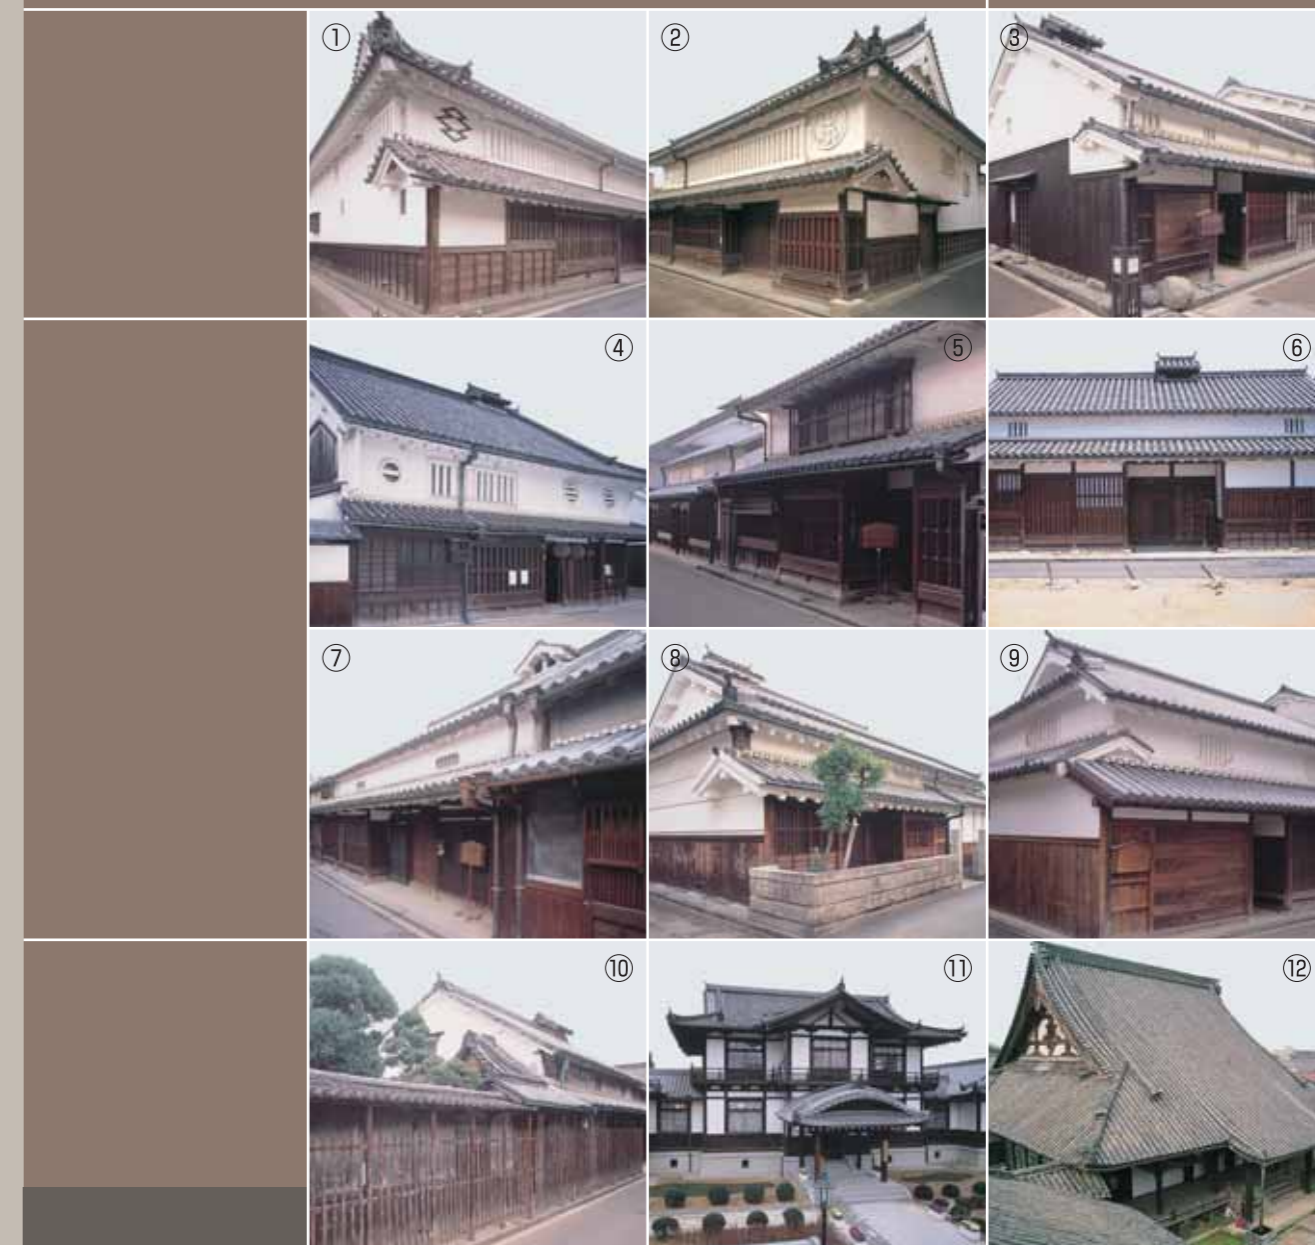 ① ② ③
④ ⑤ ⑥
⑦ ⑧ ⑨
⑩ ⑪ ⑫